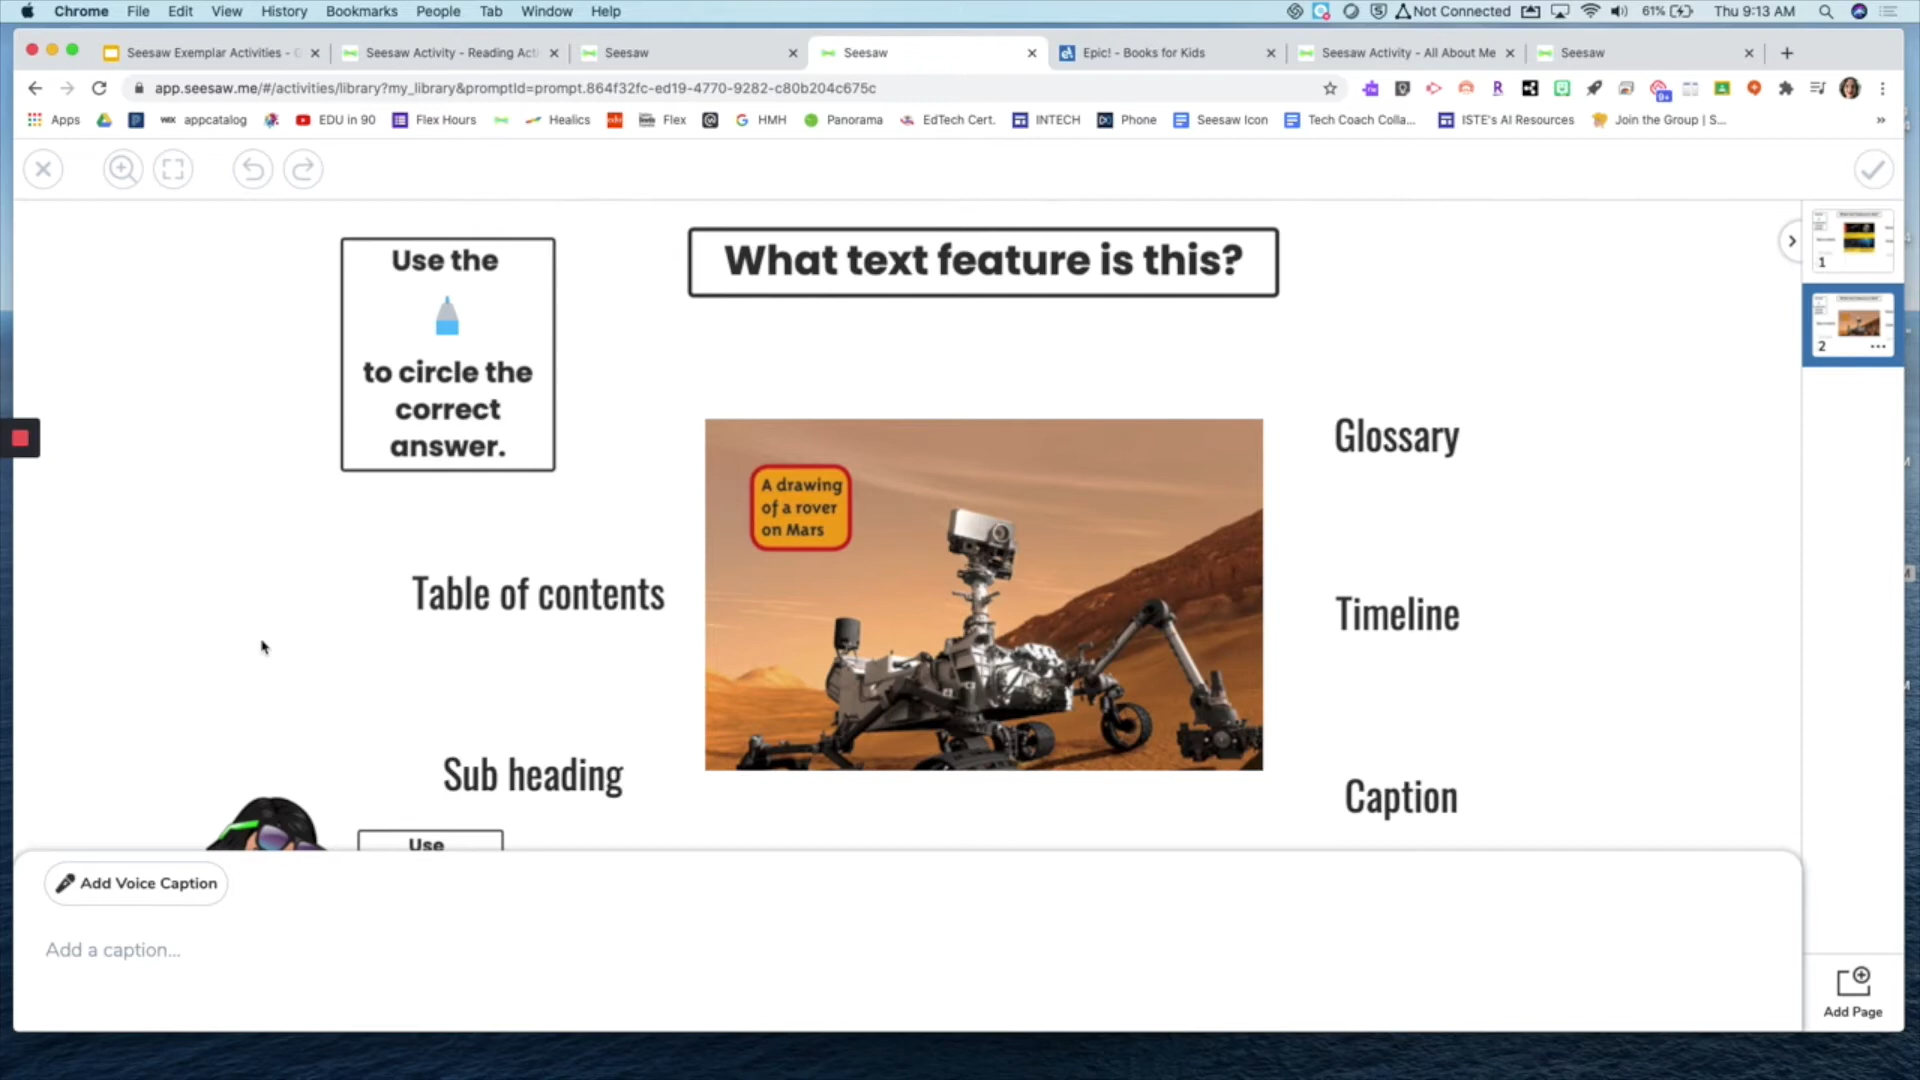 Chrome File Edit View History Bookmarks People Tab Window Help Not Connected 61% Thu 9:13 AM
Seesaw Exemplar Activities - Seesaw Activity - Reading Act Seesaw Seesaw Epic! - Books for Kids Seesaw Activity - All About Me Seesaw
app.seesaw.me/#/activities/library?my_library&promptId=prompt.864f32fc-ed19-4770-9282-c80b204c675c
Apps appcatalog EDU in 90 Flex Hours Healics Flex HMH Panorama EdTech Cert. INTECH Phone Seesaw Icon Tech Coach Colla... ISTE's AI Resources Join the Group | S...
Use the
to circle the
correct
answer.
What text feature is this?
A drawing
of a rover
on Mars
Glossary
Table of contents
Timeline
Sub heading
Caption
Use
Add Voice Caption
Add a caption...
1
2
Add Page